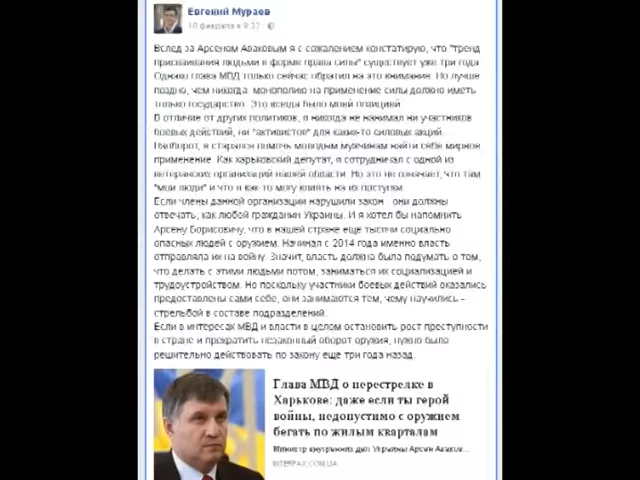 Евгений Мураев
10 февраля в 9:37
Вслед за Арсеном Аваковым я с сожалением констатирую, что "тренд
присваивания людьми в форме права силы" существует уже три года
Однако глава МВД только сейчас обратил на это внимание. Но лучше
поздно, чем никогда: монополию на применение силы должно иметь
только государство. Это всегда было моей позицией.
В отличие от других политиков, я никогда не нанимал ни участников
боевых действий, ни "активистов" для каких-то силовых акций.
Наоборот, я старался помочь молодым мужчинам найти себе мирное
применение. Как харьковский депутат, я сотрудничал с одной из
ветеранских организаций нашей области. Но это не означает, что там
"мои люди" и что я как-то могу влиять на их поступки.
Если члены данной организации нарушили закон - они должны
отвечать, как любой гражданин Украины. И я хотел бы напомнить
Арсену Борисовичу, что в нашей стране еще тысячи социально
опасных людей с оружием. Начиная с 2014 года именно власть
отправляла их на войну. Значит, власть должна была подумать о том,
что делать с этими людьми потом, заниматься их социализацией и
трудоустройством. Но поскольку участники боевых действий оказались
предоставлены сами себе, они занимаются тем, чему научились -
стрельбой в составе подразделений.
Если в интересах МВД и власти в целом остановить рост преступности
в стране и прекратить незаконный оборот оружия, нужно было
решительно действовать по закону еще три года назад.
Глава МВД о перестрелке в
Харькове: даже если ты герой
войны, недопустимо с оружием
бегать по жилым кварталам
Министр внутренних дел Украины Арсен Авако...
INTERFAX.COM.UA